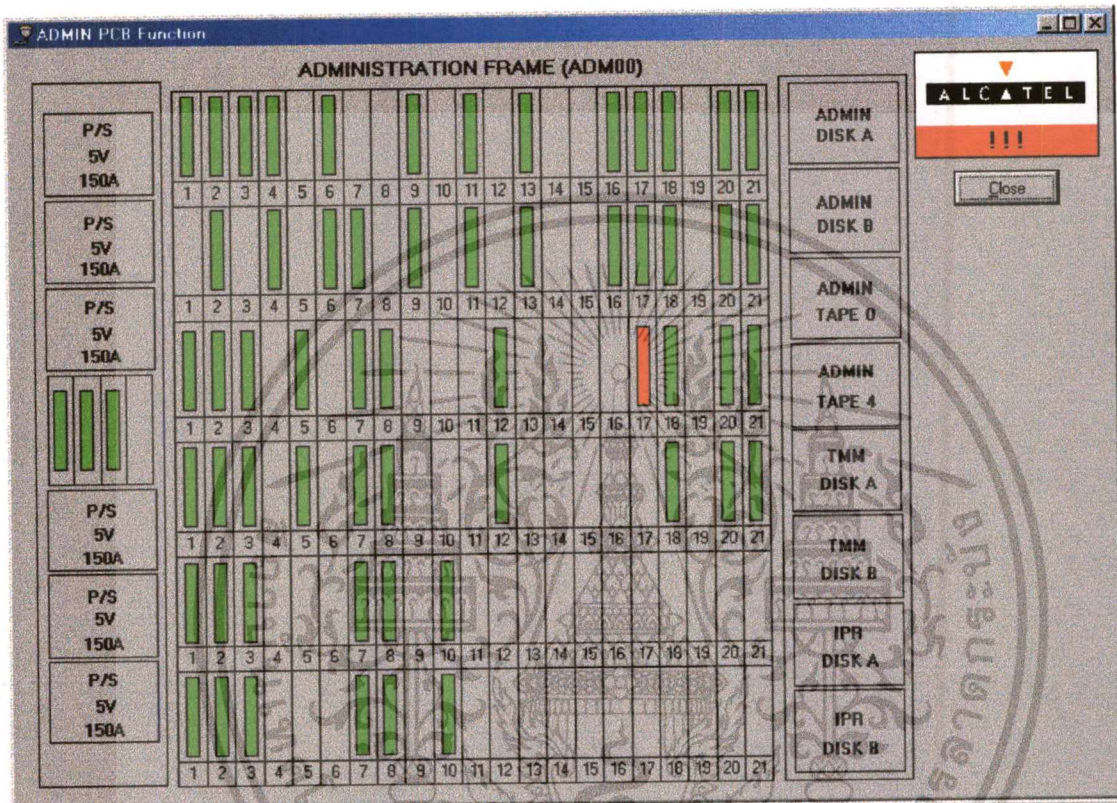 ADMIN PCB Function
ADMINISTRATION FRAME (ADM00)
P/S
5V
150A
P/S
5V
150A
P/S
5V
150A
P/S
5V
150A
P/S
5V
150A
P/S
5V
150A
1 2 3 4 5 6 7 8 9 10 11 12 13 14 15 16 17 18 19 20 21
1 2 3 4 5 6 7 8 9 10 11 12 13 14 15 16 17 18 19 20 21
1 2 3 4 5 6 7 8 9 10 11 12 13 14 15 16 17 18 19 20 21
1 2 3 4 5 6 7 8 9 10 11 12 13 14 15 16 17 18 19 20 21
1 2 3 4 5 6 7 8 9 10 11 12 13 14 15 16 17 18 19 20 21
1 2 3 4 5 6 7 8 9 10 11 12 13 14 15 16 17 18 19 20 21
ADMIN
DISK A
ADMIN
DISK B
ADMIN
TAPE 0
ADMIN
TAPE 4
TMM
DISK A
TMM
DISK B
IPR
DISK A
IPR
DISK B
ALCATEL
!!!
Close